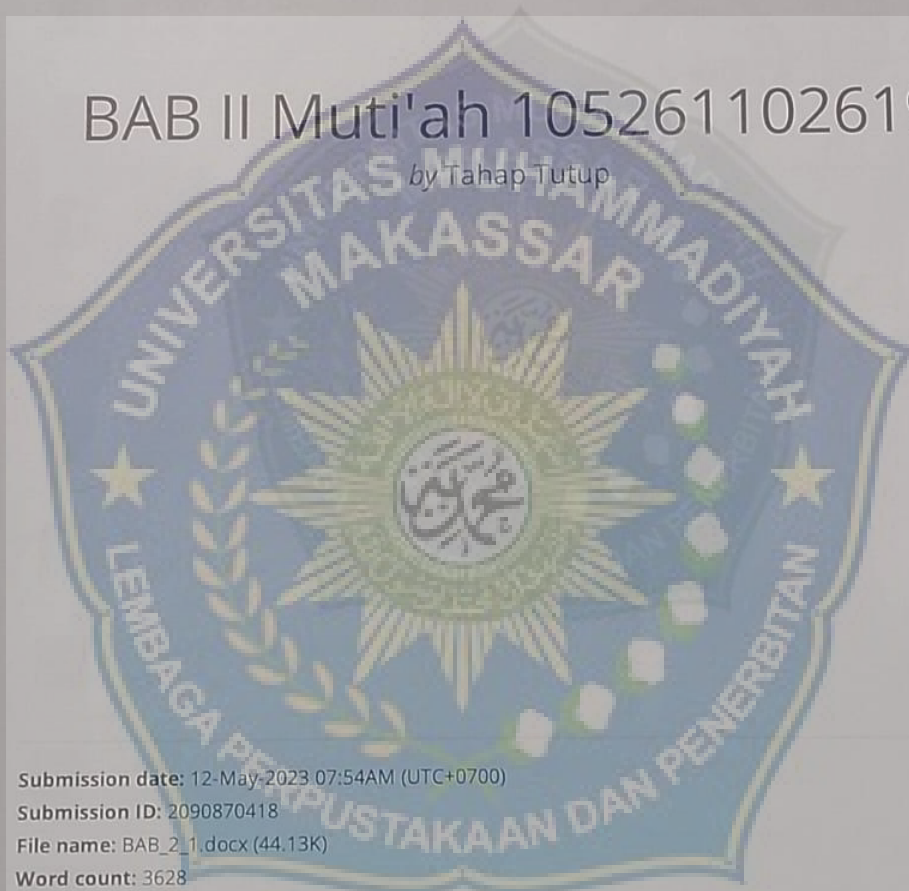 BAB II Muti'ah 10526110261
by Tahap Tutup
UNIVERSITAS MUHAMMADIYAH
MAKASSAR
محمدية
LEMBAGA PERPUSTAKAAN DAN PENERBITAN
Submission date: 12-May-2023 07:54AM (UTC+0700)
Submission ID: 2090870418
File name: BAB_2_1.docx (44.13K)
Word count: 3628